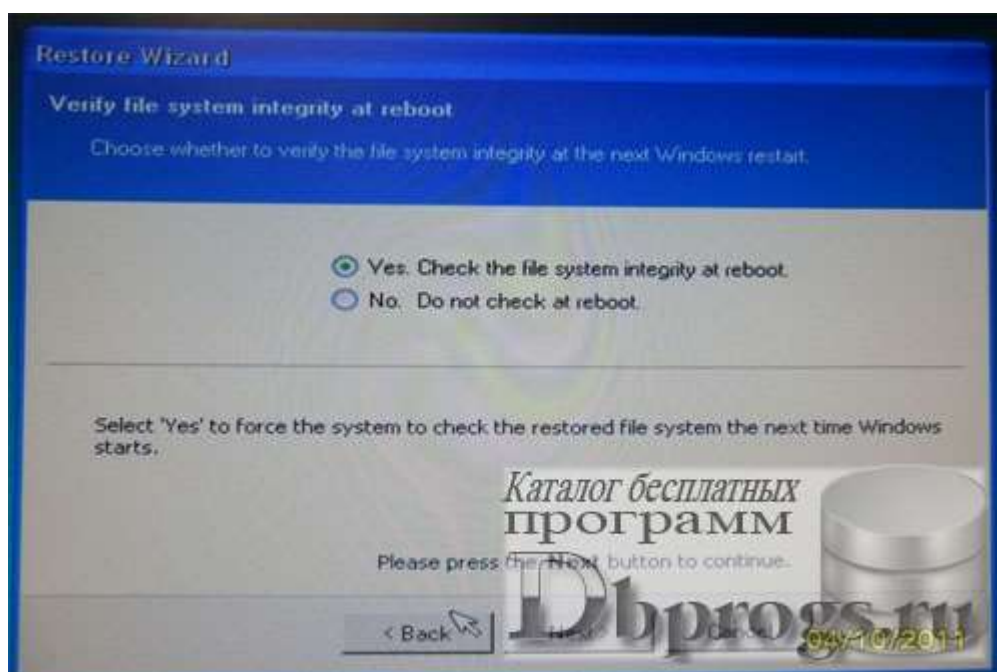 Restore Wizard
Verify file system integrity at reboot
Choose whether to verify the file system integrity at the next Windows restart.
Yes. Check the file system integrity at reboot.
No. Do not check at reboot.
Select 'Yes' to force the system to check the restored file system the next time Windows
starts.
Каталог бесплатных
программ
Please press the Next button to continue.
Dbprogs.ru
< Back Next Cancel
04/10/2011